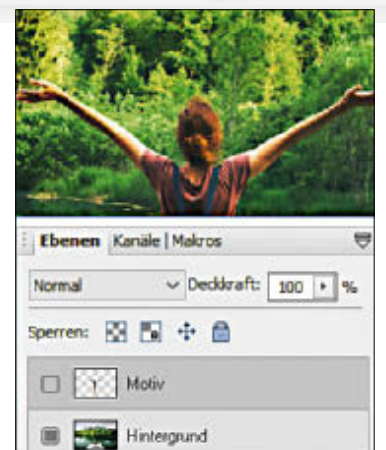 Ebenen Kanäle | Makros
Normal Deckkraft: 100 %
Sperren:
Motiv
Hintergrund